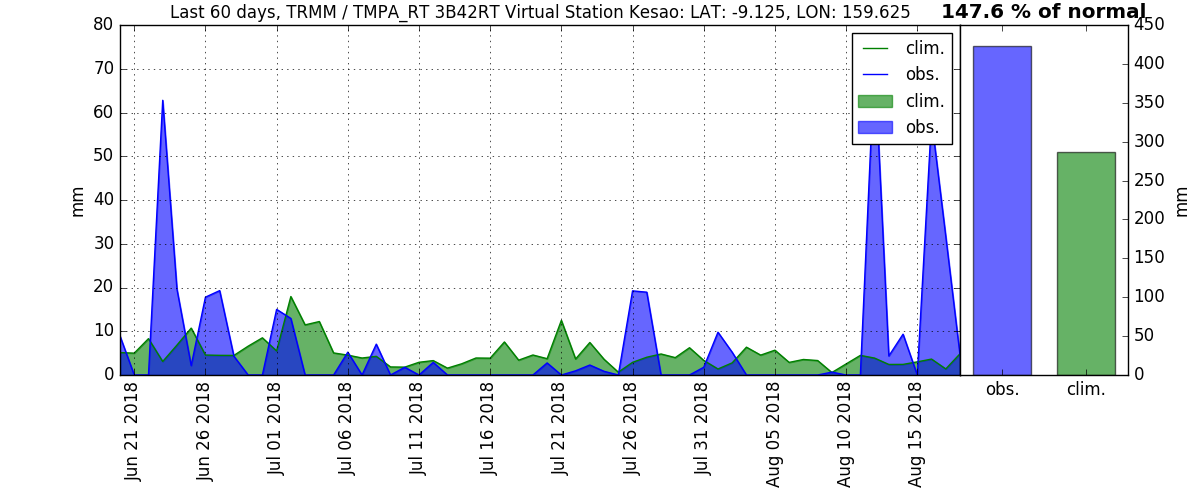 Last 60 days, TRMM / TMPA_RT 3B42RT Virtual Station Kesao: LAT: -9.125, LON: 159.625
147.6 % of normal
80
70
60
50
40
30
20
10
0
mm
clim.
obs.
clim.
obs.
Jun 21 2018
Jun 26 2018
Jul 01 2018
Jul 06 2018
Jul 11 2018
Jul 16 2018
Jul 21 2018
Jul 26 2018
Jul 31 2018
Aug 05 2018
Aug 10 2018
Aug 15 2018
obs.
clim.
450
400
350
300
250
200
150
100
50
0
mm